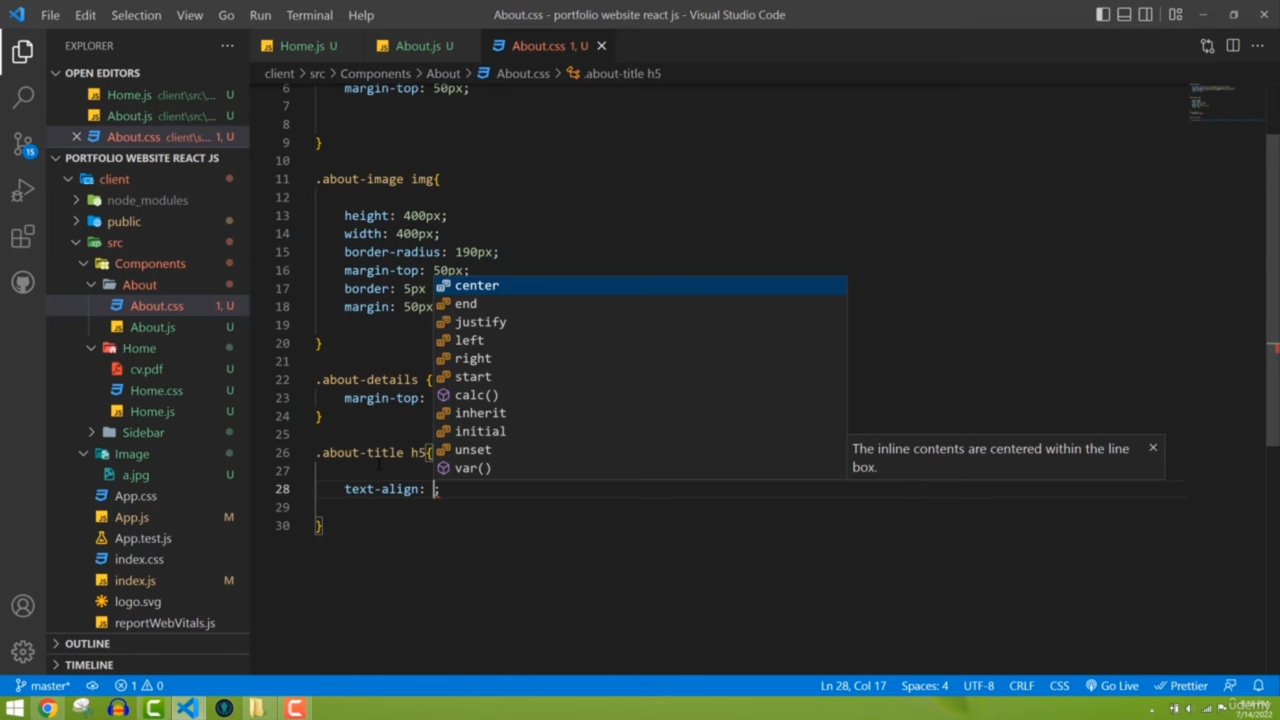 File Edit Selection View Go Run Terminal Help About.css - portfolio website react js - Visual Studio Code
EXPLORER
OPEN EDITORS
Home.js client\src\... U
About.js client\src\... U
About.css client\s... 1, U
PORTFOLIO WEBSITE REACT JS
client
node_modules
public
src
Components
About
About.css 1, U
About.js U
Home
cv.pdf U
Home.css U
Home.js U
Sidebar
Image
a.jpg U
App.css
App.js M
App.test.js
index.css
index.js M
logo.svg
reportWebVitals.js
OUTLINE
TIMELINE
Home.js U About.js U About.css 1, U
client > src > Components > About > About.css > .about-title h5
6 margin-top: 50px;
7
8
9 }
10
11 .about-image img{
12
13 height: 400px;
14 width: 400px;
15 border-radius: 190px;
16 margin-top: 50px;
17 border: 5px
18 margin: 50px
19
20 }
21
22 .about-details {
23 margin-top:
24 }
25
26 .about-title h5{
27
28 text-align: ;
29
30 }
center
end
justify
left
right
start
calc()
inherit
initial
unset
var()
The inline contents are centered within the line
box.
master* 1 0 Ln 28, Col 17 Spaces: 4 UTF-8 CRLF CSS Go Live Prettier
15
Udemy
7/14/2022